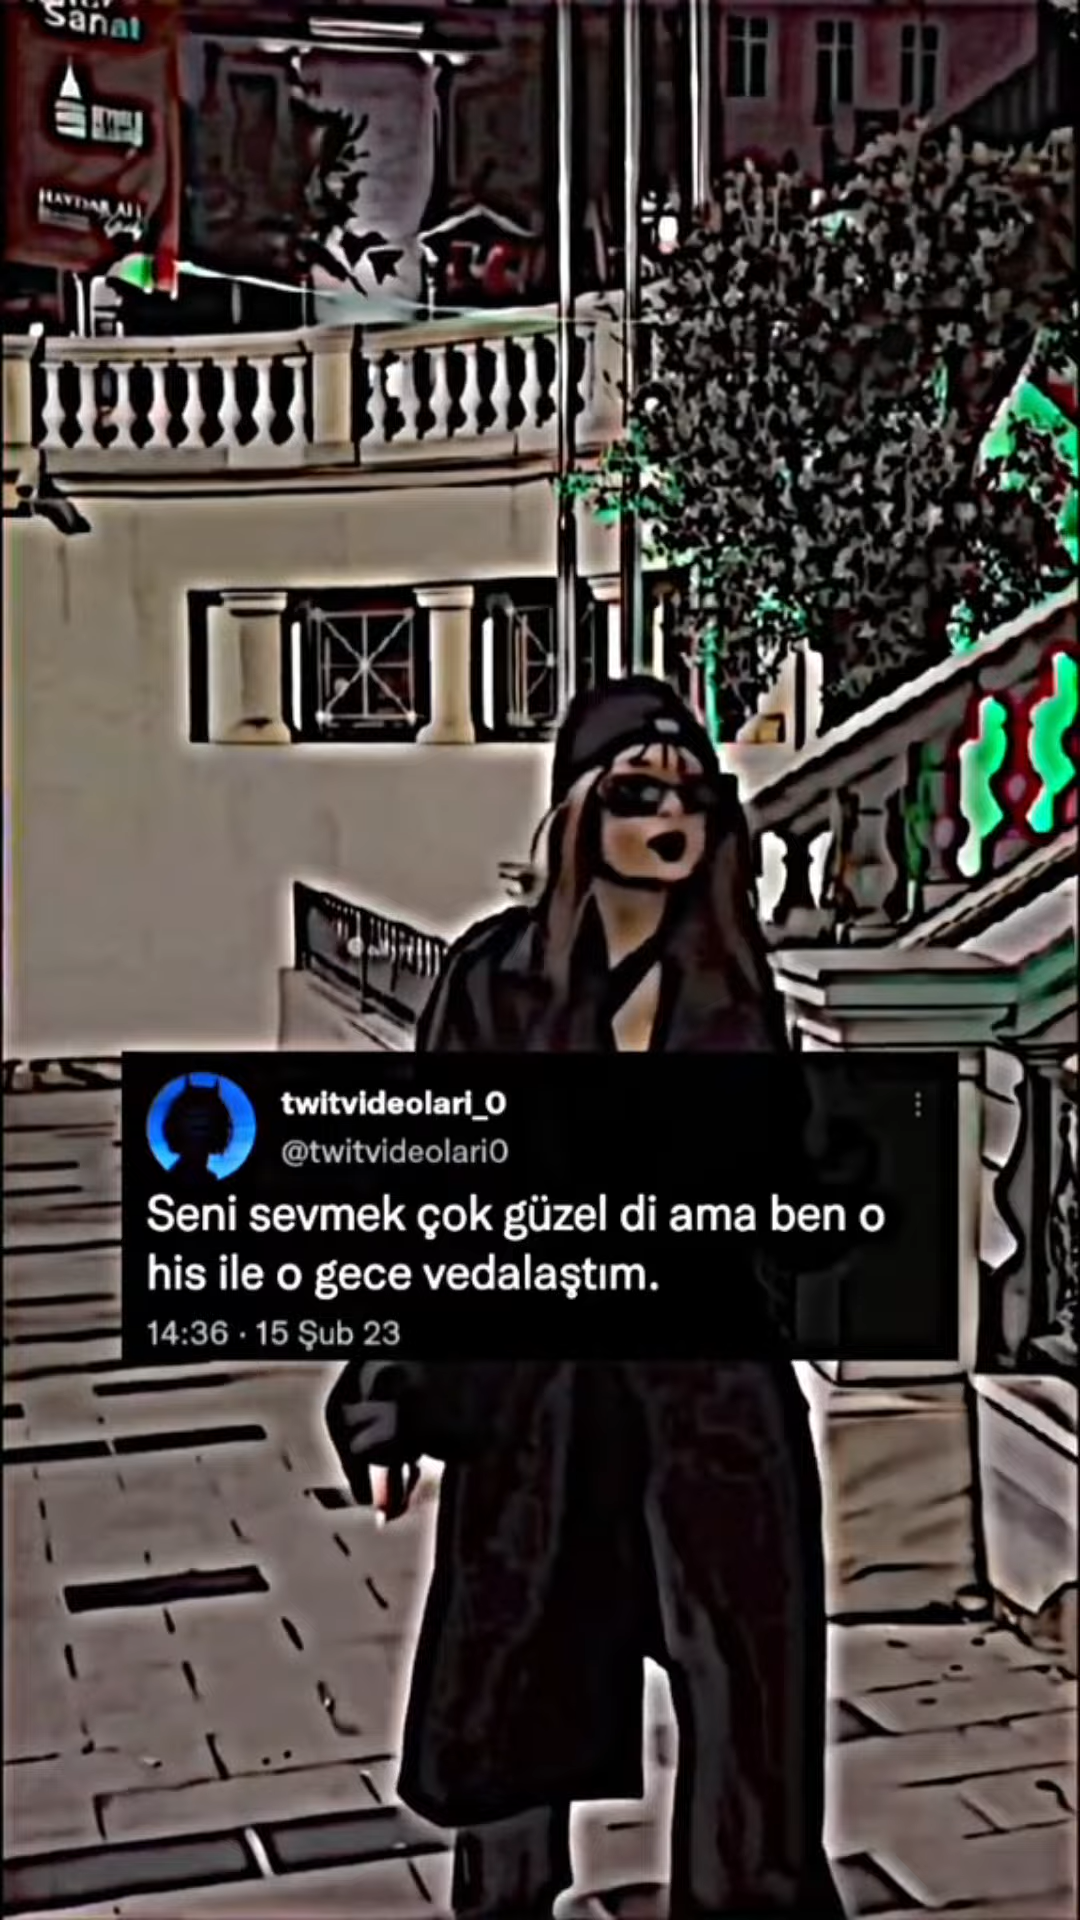 Sanat
twitvideolari_0
@twitvideolari0
Seni sevmek çok güzel di ama ben o
his ile o gece vedalaştım.
14:36 · 15 Şub 23